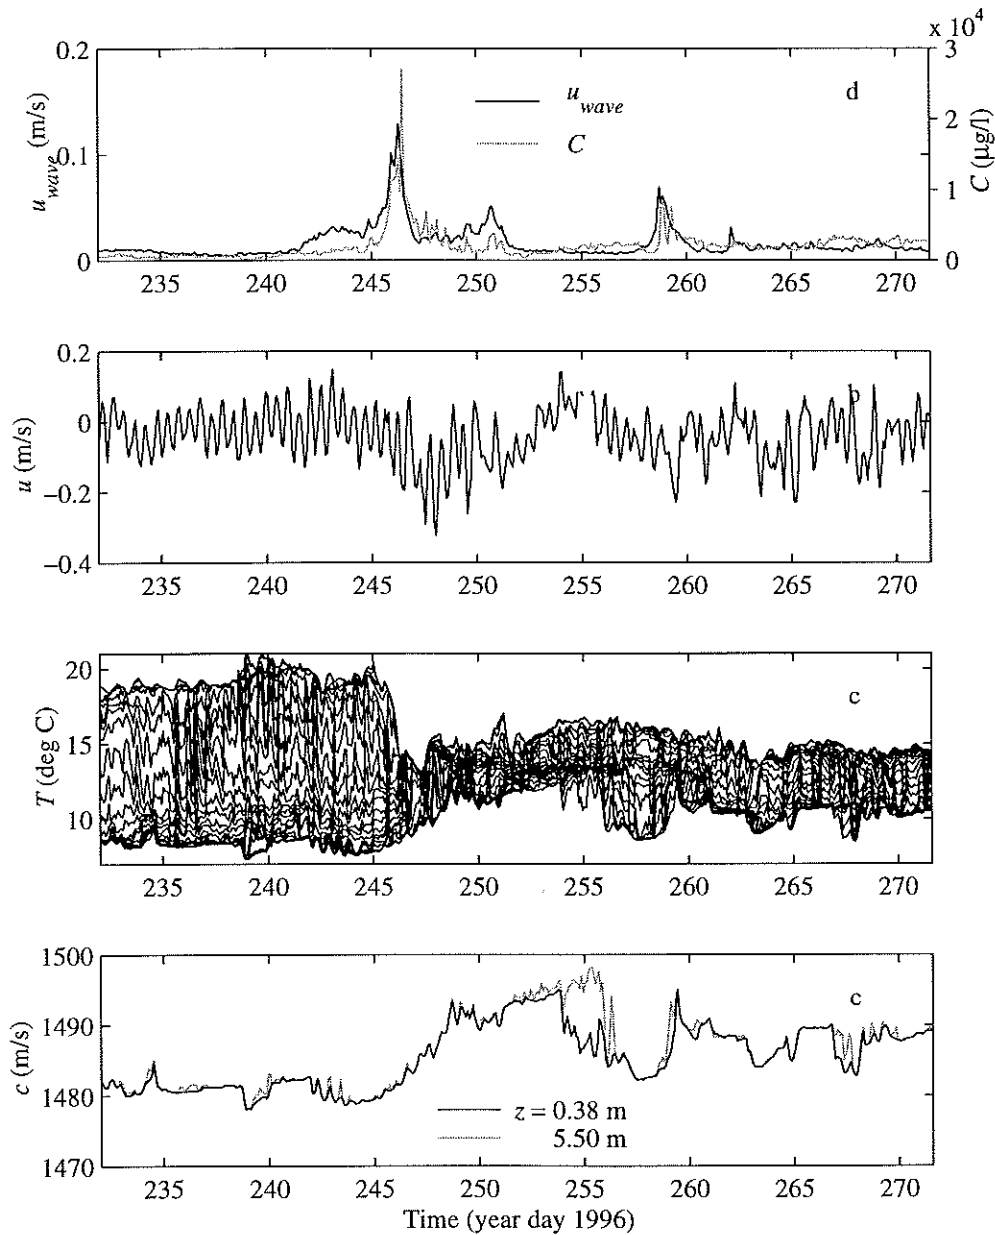 x 10^4
0.2
0.1
0
u_wave (m/s)
u_wave
C
d
3
2
1
0
C (µg/l)
235 240 245 250 255 260 265 270
0.2
0
−0.2
−0.4
u (m/s)
235 240 245 250 255 260 265 270
20
15
10
T (deg C)
c
235 240 245 250 255 260 265 270
1500
1490
1480
1470
c (m/s)
c
z = 0.38 m
5.50 m
235 240 245 250 255 260 265 270
Time (year day 1996)